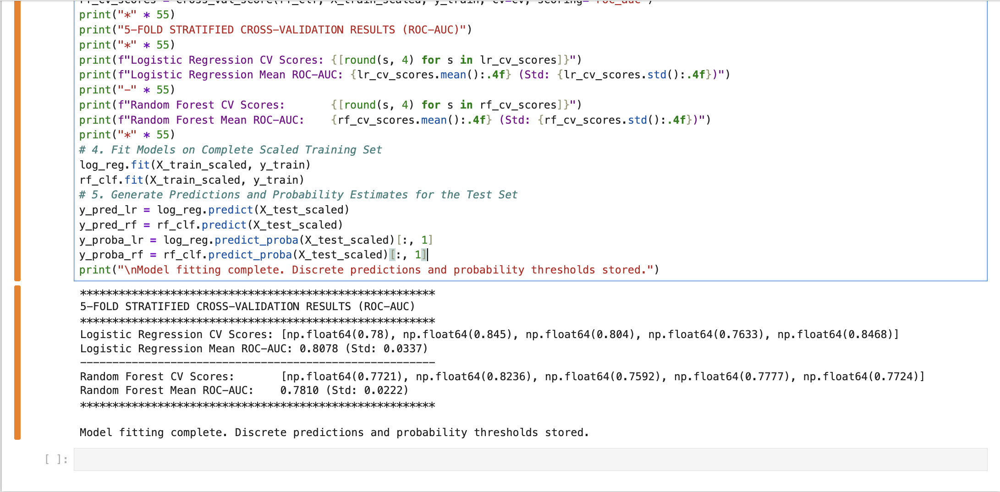 rf_cv_scores = cross_val_score(rf_clf, X_train_scaled, y_train, cv=cv, scoring="roc_auc")
print("*" * 55)
print("5-FOLD STRATIFIED CROSS-VALIDATION RESULTS (ROC-AUC)")
print("*" * 55)
print(f"Logistic Regression CV Scores: {[round(s, 4) for s in lr_cv_scores]}")
print(f"Logistic Regression Mean ROC-AUC: {lr_cv_scores.mean():.4f} (Std: {lr_cv_scores.std():.4f})")
print("-" * 55)
print(f"Random Forest CV Scores:       {[round(s, 4) for s in rf_cv_scores]}")
print(f"Random Forest Mean ROC-AUC:    {rf_cv_scores.mean():.4f} (Std: {rf_cv_scores.std():.4f})")
print("*" * 55)
# 4. Fit Models on Complete Scaled Training Set
log_reg.fit(X_train_scaled, y_train)
rf_clf.fit(X_train_scaled, y_train)
# 5. Generate Predictions and Probability Estimates for the Test Set
y_pred_lr = log_reg.predict(X_test_scaled)
y_pred_rf = rf_clf.predict(X_test_scaled)
y_proba_lr = log_reg.predict_proba(X_test_scaled)[:, 1]
y_proba_rf = rf_clf.predict_proba(X_test_scaled)[:, 1]
print("\nModel fitting complete. Discrete predictions and probability thresholds stored.")
*******************************************************
5-FOLD STRATIFIED CROSS-VALIDATION RESULTS (ROC-AUC)
*******************************************************
Logistic Regression CV Scores: [np.float64(0.78), np.float64(0.845), np.float64(0.804), np.float64(0.7633), np.float64(0.8468)]
Logistic Regression Mean ROC-AUC: 0.8078 (Std: 0.0337)
-------------------------------------------------------
Random Forest CV Scores:       [np.float64(0.7721), np.float64(0.8236), np.float64(0.7592), np.float64(0.7777), np.float64(0.7724)]
Random Forest Mean ROC-AUC:    0.7810 (Std: 0.0222)
*******************************************************
Model fitting complete. Discrete predictions and probability thresholds stored.
[ ]: